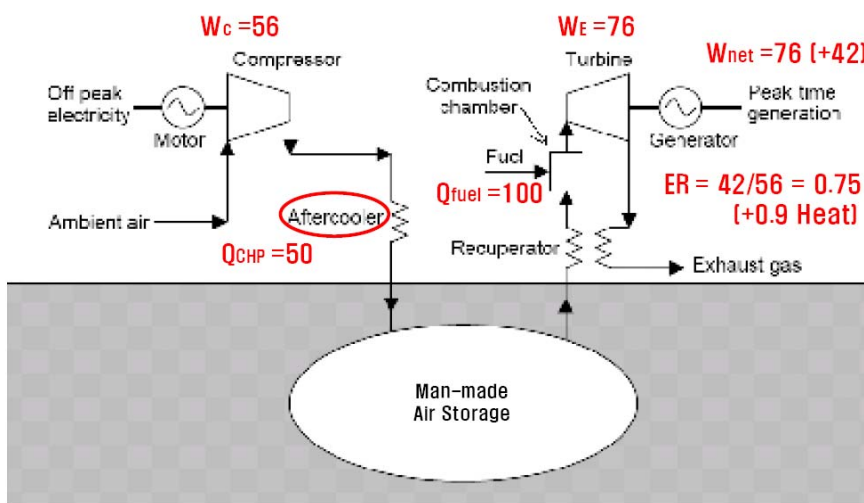 Wc =56
WE =76
Wnet =76 (+42)
Compressor
Turbine
Off peak
electricity
Motor
Combustion
chamber
Generator
Peak time
generation
Fuel
Qfuel =100
ER = 42/56 = 0.75
(+0.9 Heat)
Ambient air
Aftercooler
QCHP =50
Recuperator
Exhaust gas
Man-made
Air Storage